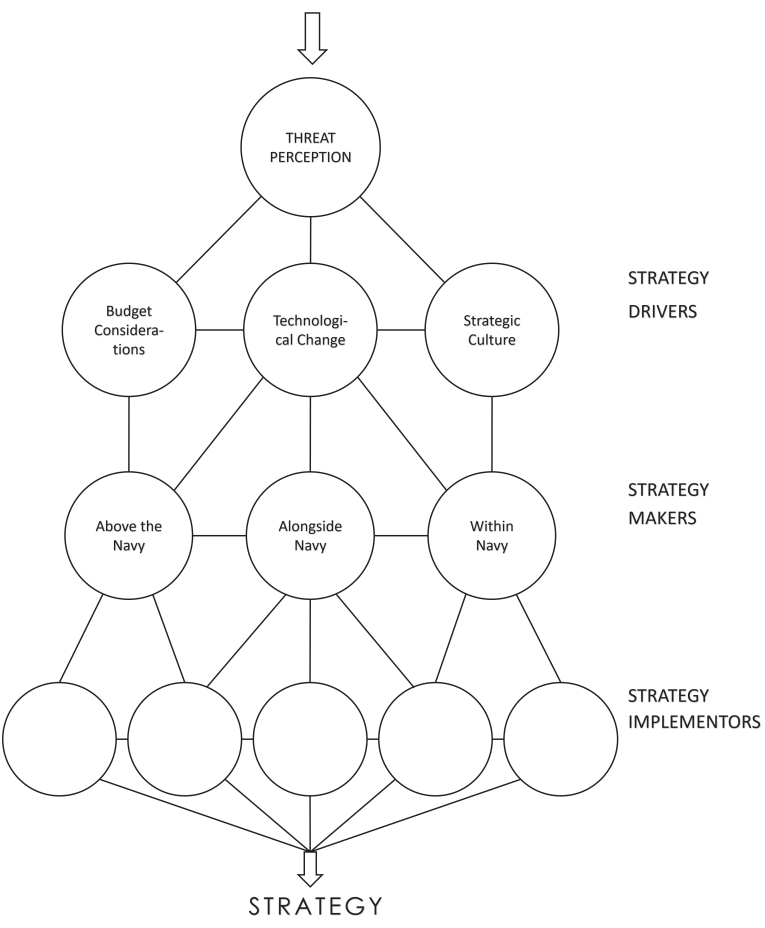 THREAT
PERCEPTION
STRATEGY
DRIVERS
Budget
Considera-
tions
Technologi-
cal Change
Strategic
Culture
STRATEGY
MAKERS
Above the
Navy
Alongside
Navy
Within
Navy
STRATEGY
IMPLEMENTORS
STRATEGY